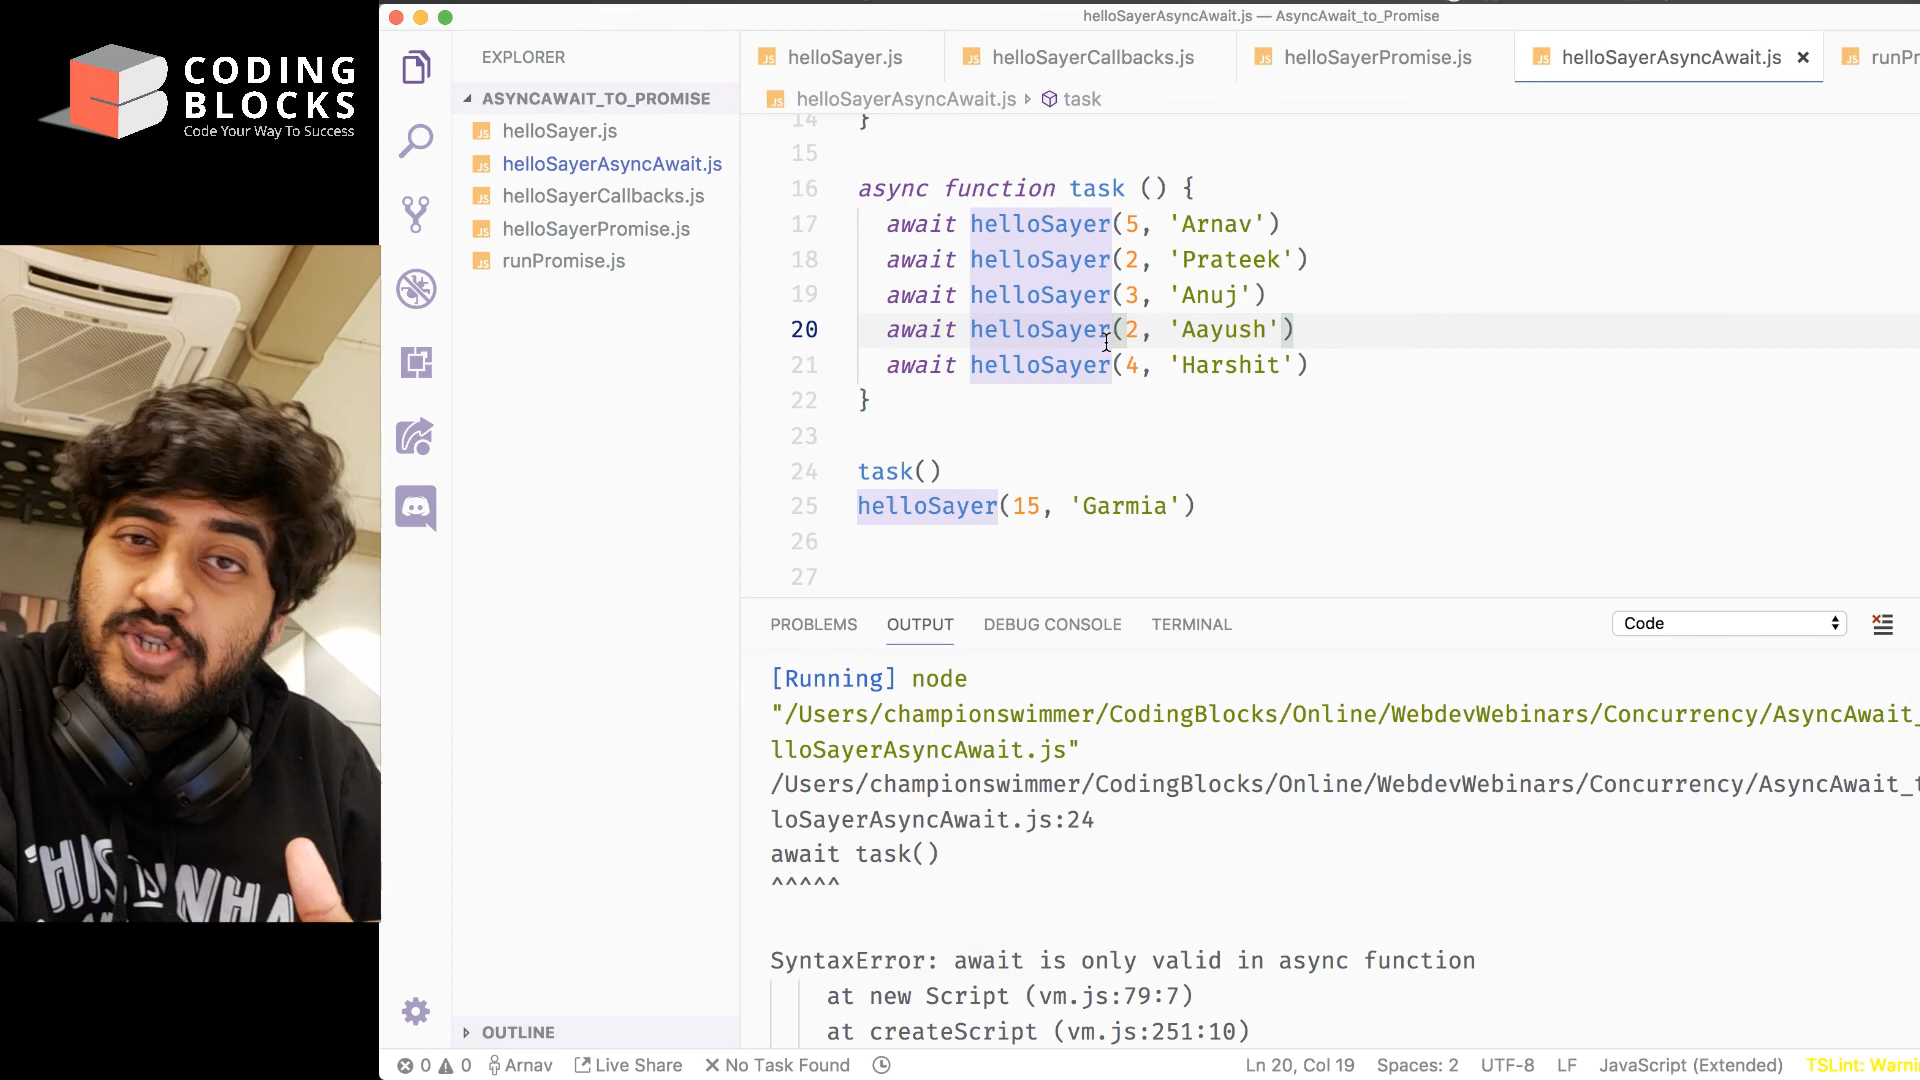 CODING
BLOCKS
Code Your Way To Success
helloSayerAsyncAwait.js — AsyncAwait_to_Promise
EXPLORER
ASYNCAWAIT_TO_PROMISE
helloSayer.js
helloSayerAsyncAwait.js
helloSayerCallbacks.js
helloSayerPromise.js
runPromise.js
OUTLINE
helloSayer.js
helloSayerCallbacks.js
helloSayerPromise.js
helloSayerAsyncAwait.js
runPr
helloSayerAsyncAwait.js task
14 }
15
16 async function task () {
17 await helloSayer(5, 'Arnav')
18 await helloSayer(2, 'Prateek')
19 await helloSayer(3, 'Anuj')
20 await helloSayer(2, 'Aayush')
21 await helloSayer(4, 'Harshit')
22 }
23
24 task()
25 helloSayer(15, 'Garmia')
26
27
PROBLEMS OUTPUT DEBUG CONSOLE TERMINAL Code
[Running] node
"/Users/championswimmer/CodingBlocks/Online/WebdevWebinars/Concurrency/AsyncAwait_
lloSayerAsyncAwait.js"
/Users/championswimmer/CodingBlocks/Online/WebdevWebinars/Concurrency/AsyncAwait_t
loSayerAsyncAwait.js:24
await task()
^^^^^
SyntaxError: await is only valid in async function
at new Script (vm.js:79:7)
at createScript (vm.js:251:10)
0 0 Arnav Live Share No Task Found Ln 20, Col 19 Spaces: 2 UTF-8 LF JavaScript (Extended) TSLint: Warni